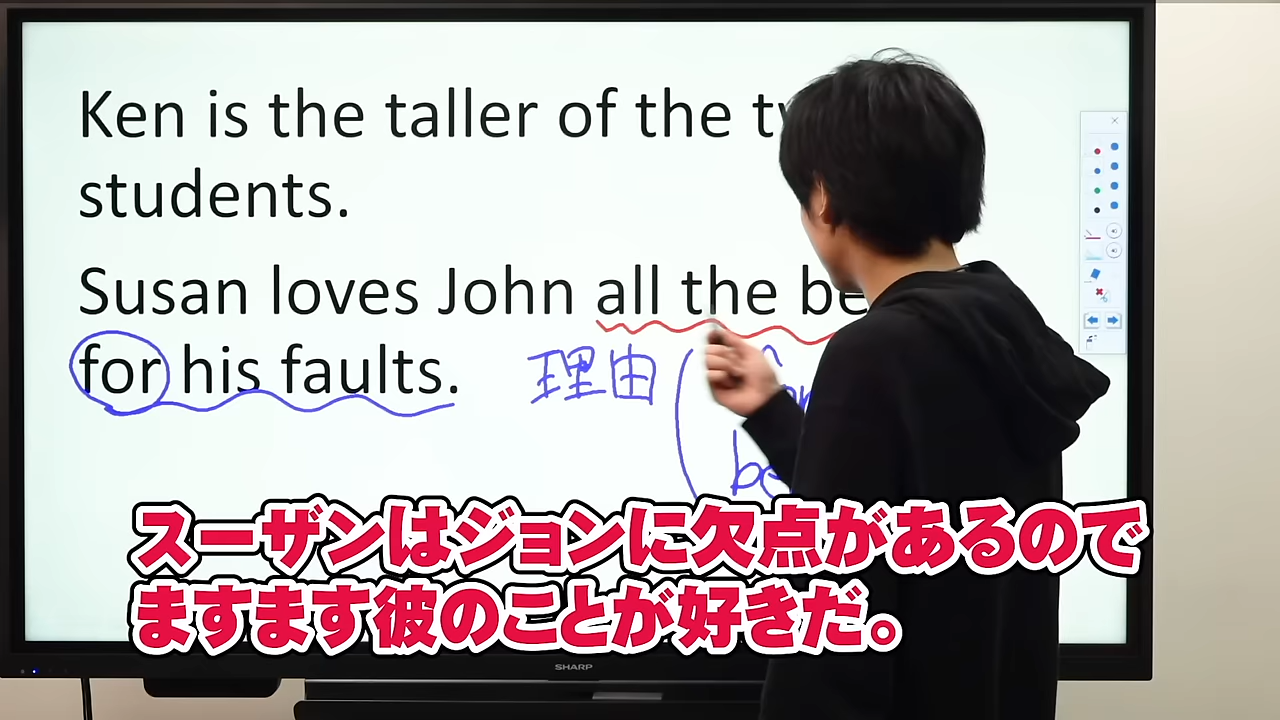 Ken is the taller of the
students.
Susan loves John all the
for his faults.
理由
スーザンはジョンに欠点があるので
ますます彼のことが好きだ。
SHARP